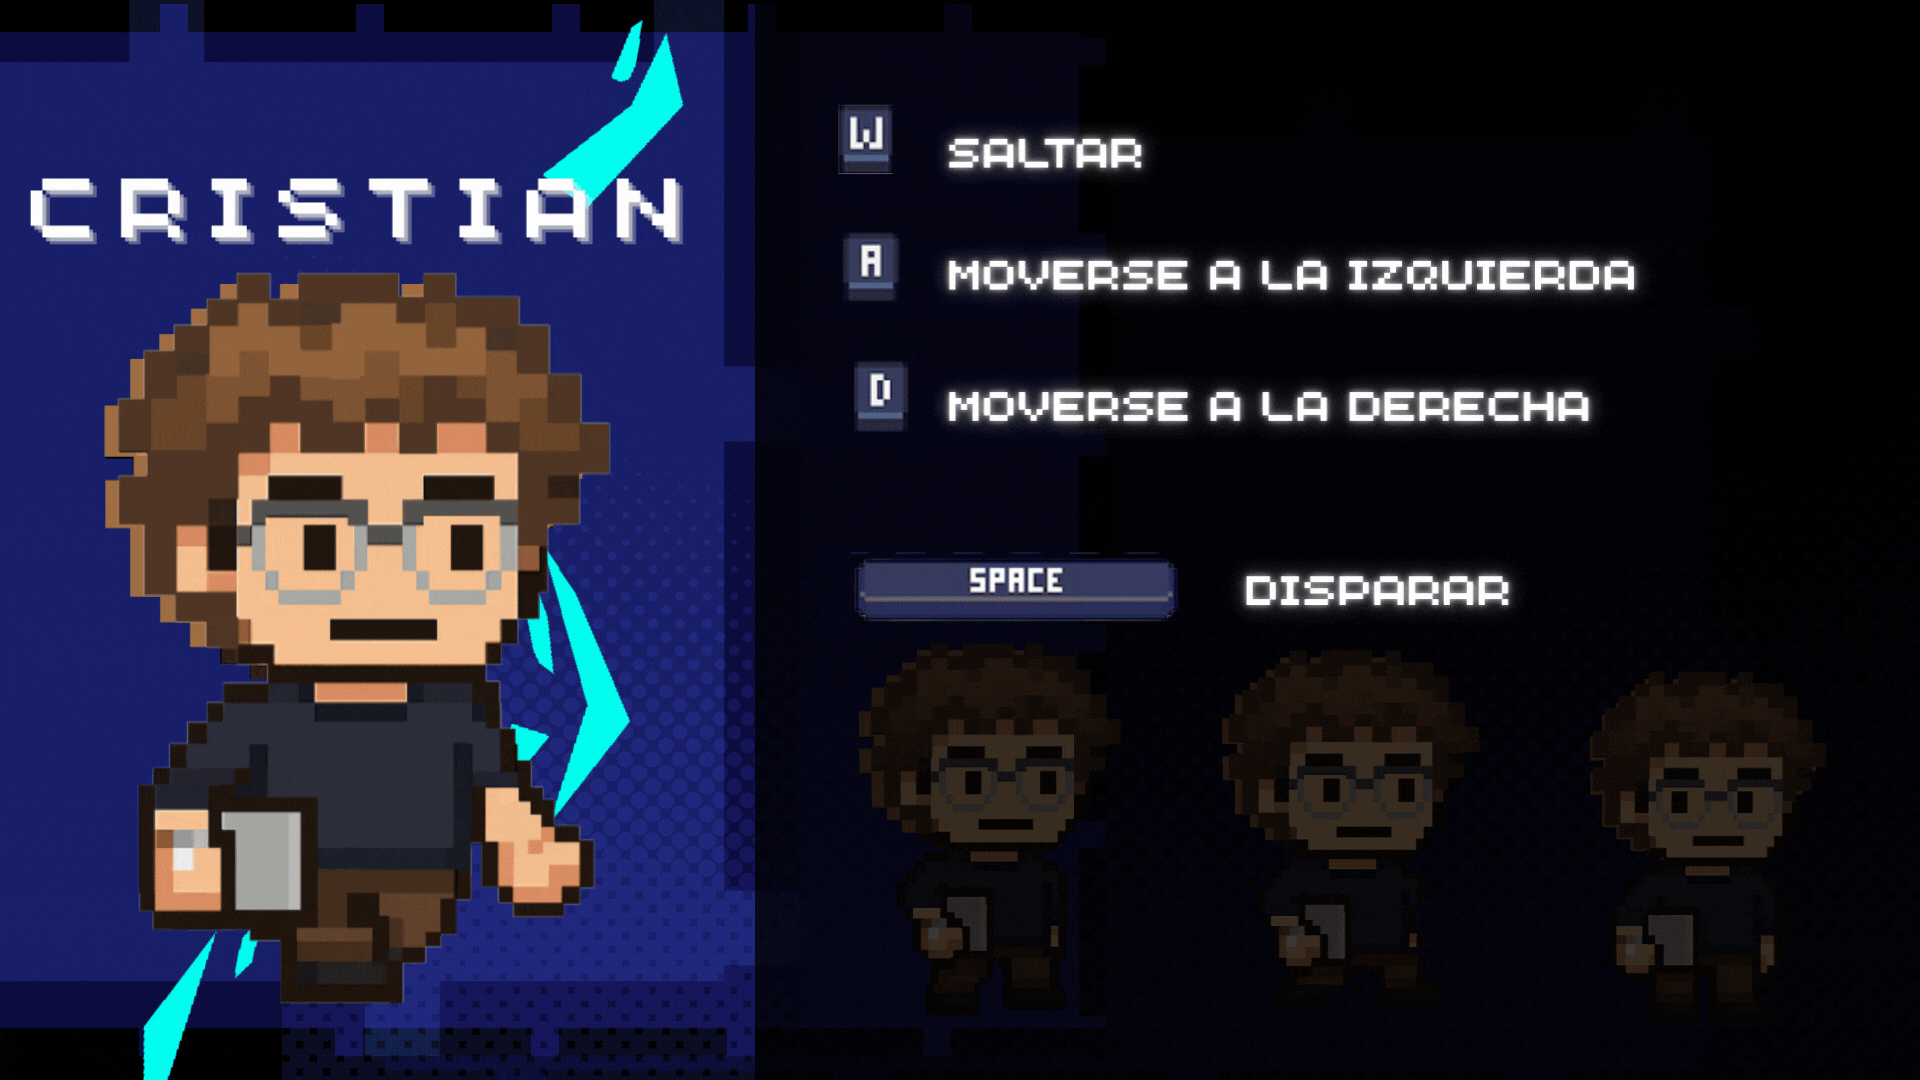 CRISTIAN
W SALTAR
A MOVERSE A LA IZQUIERDA
D MOVERSE A LA DERECHA
SPACE DISPARAR